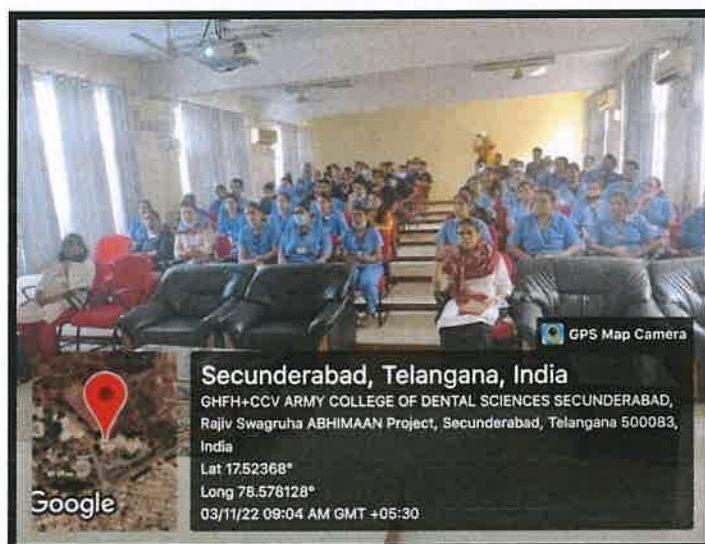 GPS Map Camera
Secunderabad, Telangana, India
GHFH+CCV ARMY COLLEGE OF DENTAL SCIENCES SECUNDERABAD,
Rajiv Swagruha ABHIMAAN Project, Secunderabad, Telangana 500083,
India
Lat 17.52368°
Long 78.578128°
03/11/22 09:04 AM GMT +05:30
Google